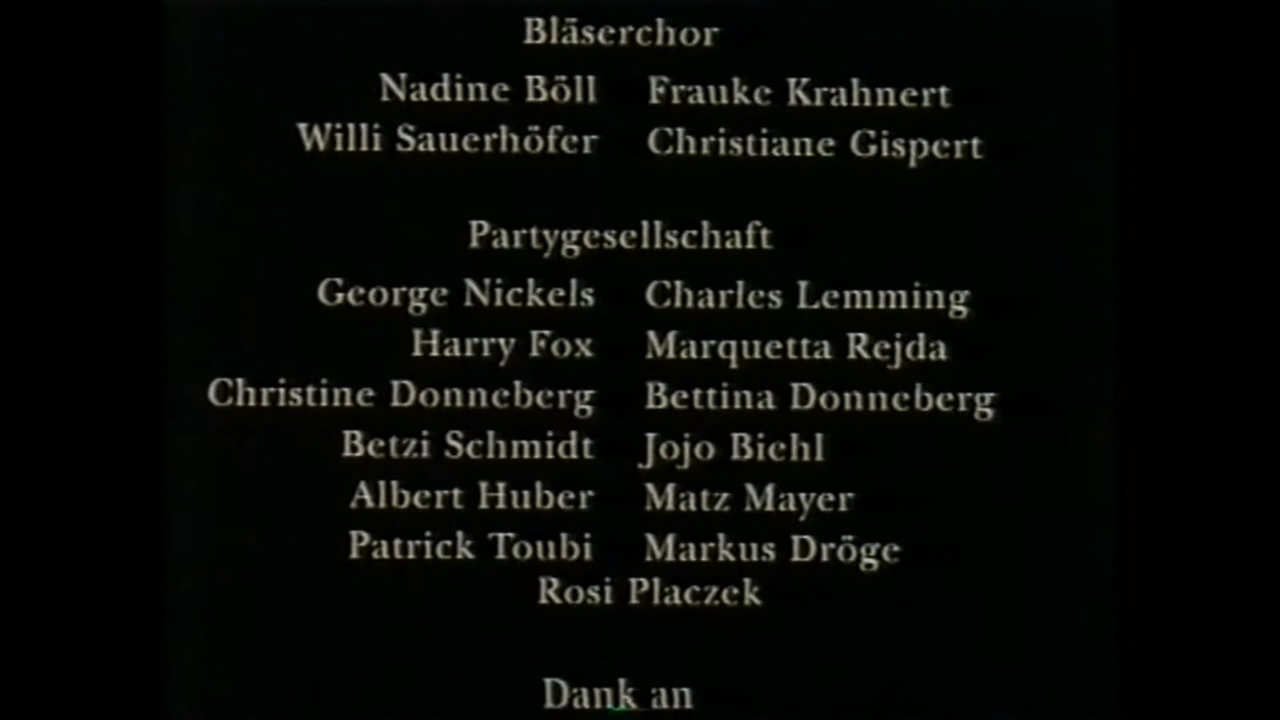 Bläserchor
Nadine Böll Frauke Krahnert
Willi Sauerhöfer Christiane Gispert
Partygesellschaft
George Nickels Charles Lemming
Harry Fox Marquetta Rejda
Christine Donneberg Bettina Donneberg
Betzi Schmidt Jojo Biehl
Albert Huber Matz Mayer
Patrick Toubi Markus Dröge
Rosi Placzek
Dank an